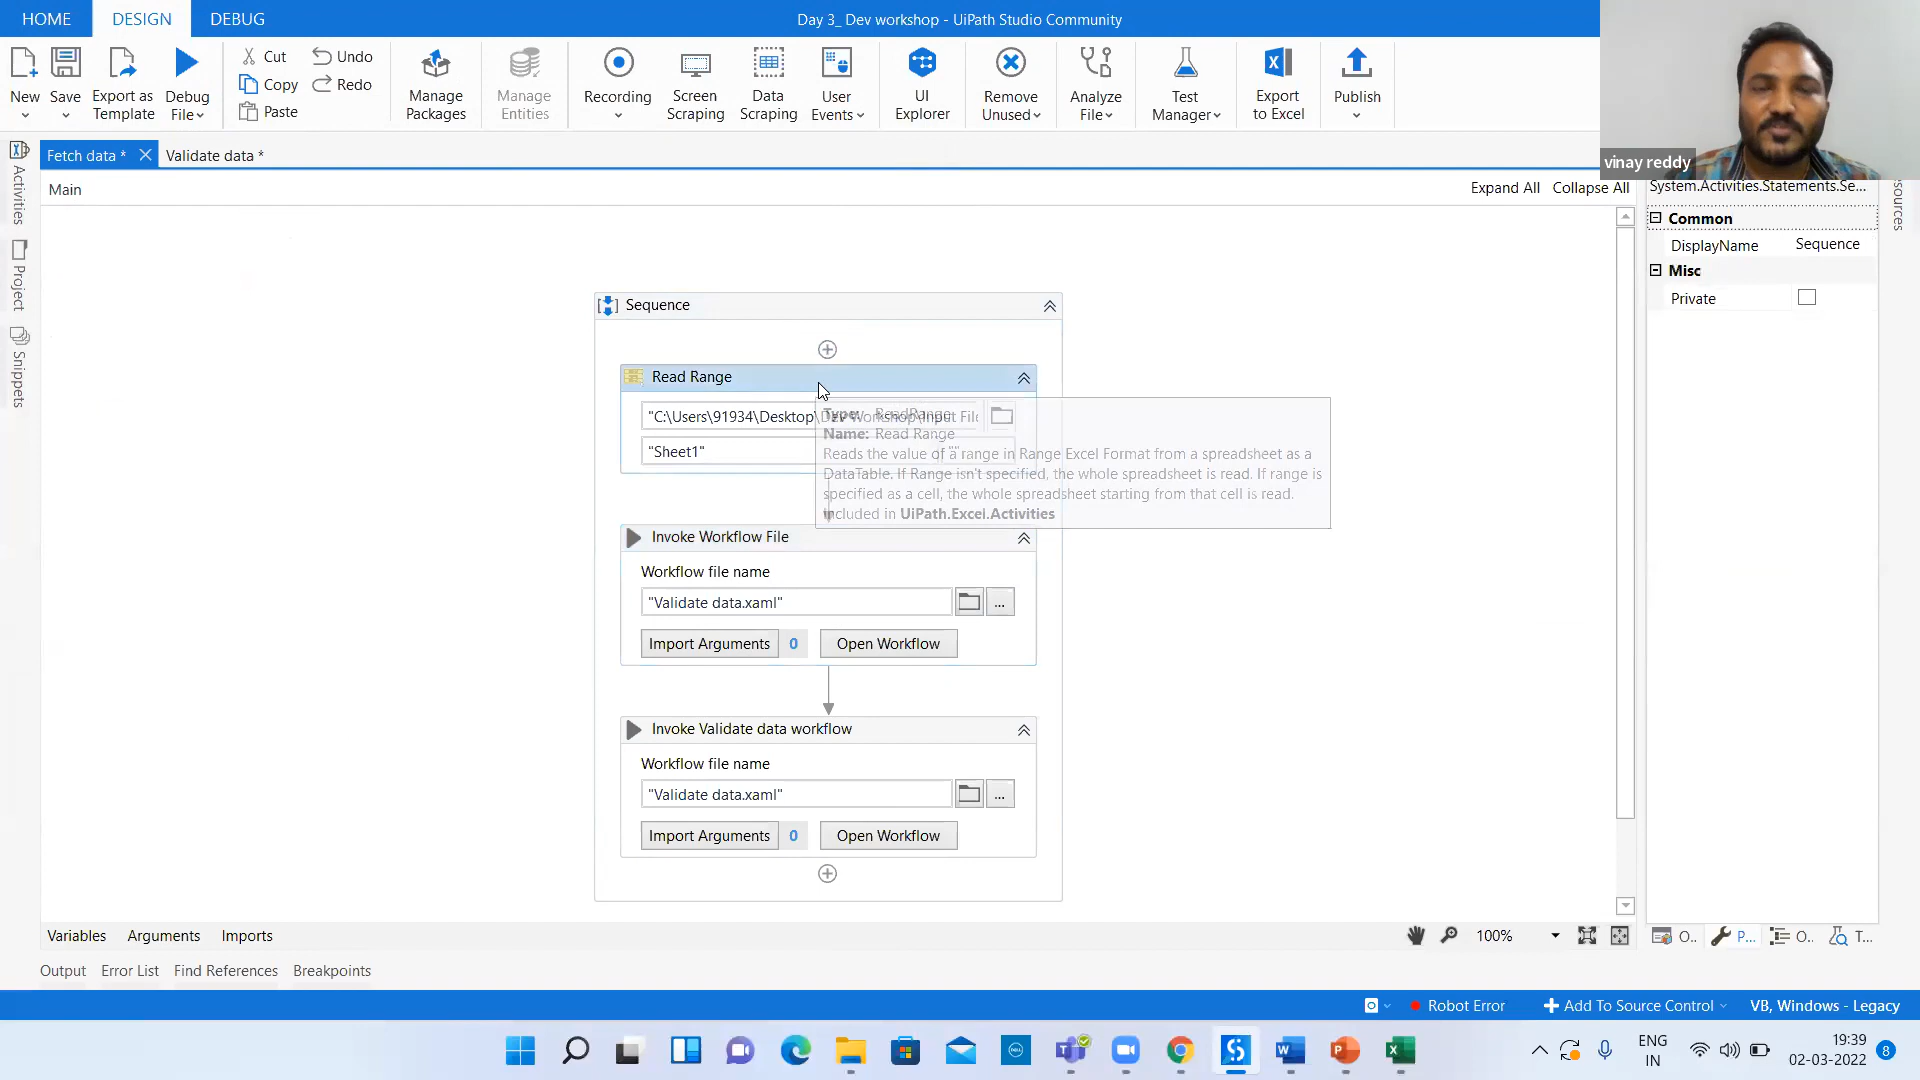 HOME DESIGN DEBUG
Day 3_ Dev workshop - UiPath Studio Community
New
Save
Export as
Template
Debug
File
Cut
Copy
Paste
Undo
Redo
Manage
Packages
Manage
Entities
Recording
Screen
Scraping
Data
Scraping
User
Events
UI
Explorer
Remove
Unused
Analyze
File
Test
Manager
Export
to Excel
Publish
vinay reddy
Activities
Project
Snippets
Fetch data *
Validate data *
Main
Expand All Collapse All
System.Activities.Statements.Se...
Common
DisplayName Sequence
Misc
Private
Sequence
Read Range
"C:\Users\91934\Desktop\Dev Workshop\Input File
"Sheet1"
Type: ReadRange
Name: Read Range
Reads the value of a range in Range Excel Format from a spreadsheet as a
DataTable. If Range isn't specified, the whole spreadsheet is read. If range is
specified as a cell, the whole spreadsheet starting from that cell is read.
Included in UiPath.Excel.Activities
Invoke Workflow File
Workflow file name
"Validate data.xaml"
...
Import Arguments 0 Open Workflow
Invoke Validate data workflow
Workflow file name
"Validate data.xaml"
...
Import Arguments 0 Open Workflow
Variables Arguments Imports
100%
O.. P... O.. T...
Output Error List Find References Breakpoints
Robot Error
Add To Source Control
VB, Windows - Legacy
ENG
IN
19:39
02-03-2022
8